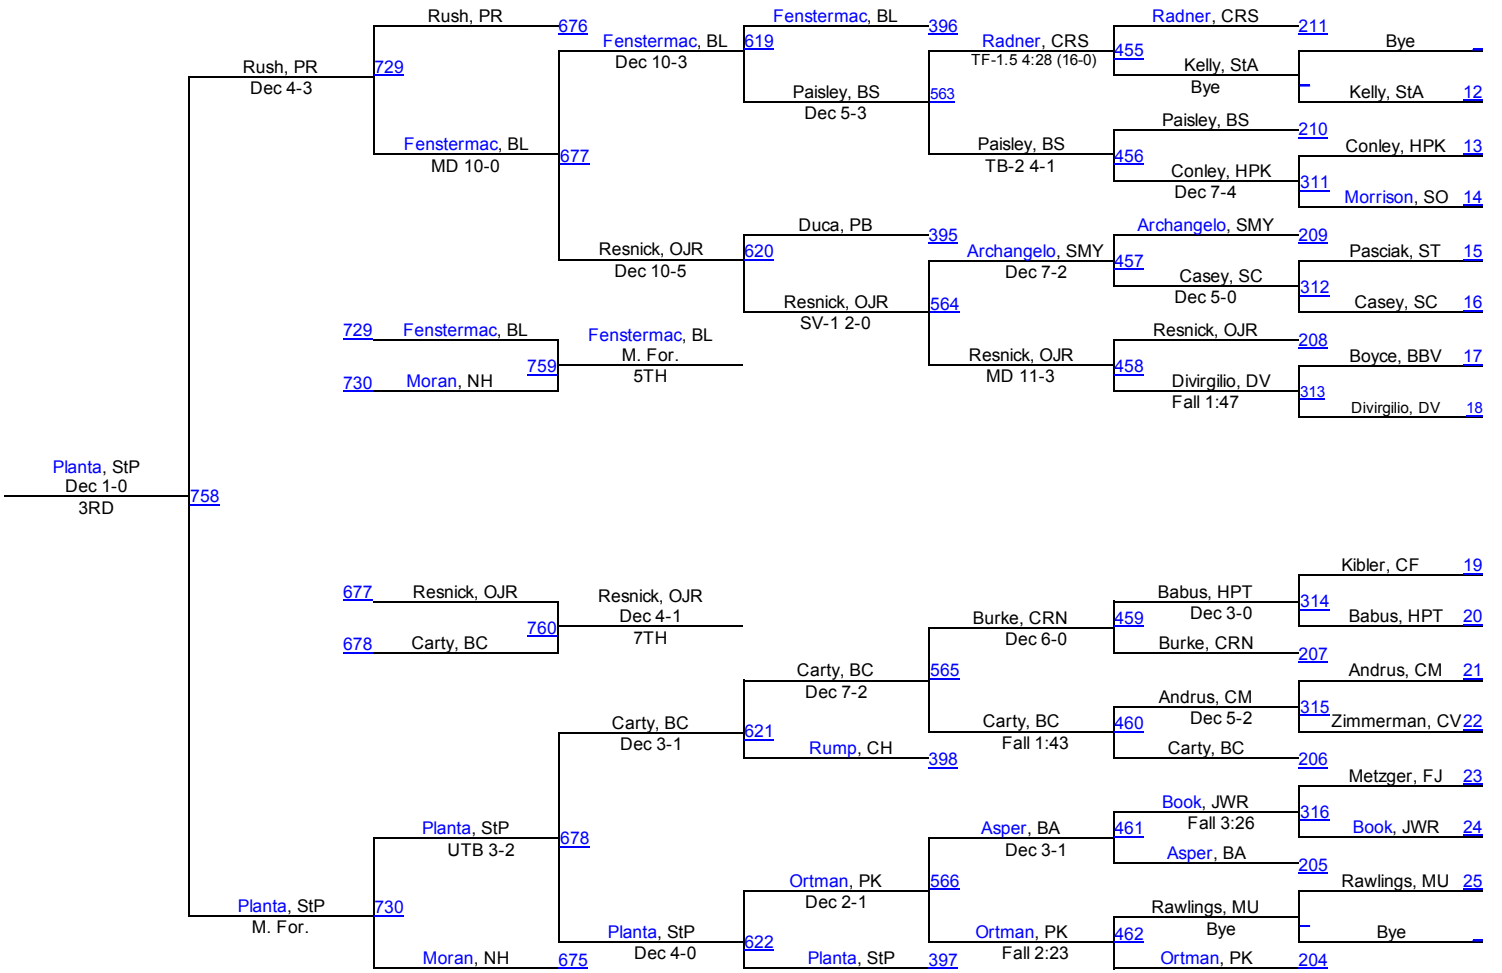 Rush, PR
676
Fenstermac, BL
396
Radner, CRS
211
Fenstermac, BL
619
Radner, CRS
455
Bye
Dec 10-3
TF-1.5 4:28 (16-0)
Rush, PR
729
Kelly, StA
Dec 4-3
Bye
Paisley, BS
563
Kelly, StA
12
Dec 5-3
Paisley, BS
210
Fenstermac, BL
677
Paisley, BS
456
Conley, HPK
13
MD 10-0
TB-2 4-1
Conley, HPK
311
Dec 7-4
Morrison, SO
14
Duca, PB
395
Archangelo, SMY
209
Resnick, OJR
620
Archangelo, SMY
457
Pasciak, ST
15
Dec 10-5
Dec 7-2
Casey, SC
312
Dec 5-0
Resnick, OJR
564
Casey, SC
16
SV-1 2-0
729
Fenstermac, BL
Fenstermac, BL
Resnick, OJR
208
759
M. For.
Resnick, OJR
458
Boyce, BBV
17
5TH
MD 11-3
730
Moran, NH
Divirgilio, DV
313
Fall 1:47
Divirgilio, DV
18
Planta, StP
Dec 1-0
758
3RD
Kibler, CF
19
677
Resnick, OJR
Resnick, OJR
Babus, HPT
314
Dec 4-1
Dec 3-0
760
7TH
Burke, CRN
459
Babus, HPT
20
Dec 6-0
678
Carty, BC
Burke, CRN
207
Carty, BC
565
Andrus, CM
21
Dec 7-2
Andrus, CM
315
Carty, BC
621
Carty, BC
460
Dec 5-2
Zimmerman, CV
22
Dec 3-1
Fall 1:43
Rump, CH
398
Carty, BC
206
Metzger, FJ
23
Book, JWR
316
Fall 3:26
Planta, StP
678
Asper, BA
461
Book, JWR
24
UTB 3-2
Dec 3-1
Asper, BA
205
Ortman, PK
566
Rawlings, MU
25
Dec 2-1
Planta, StP
730
Rawlings, MU
M. For.
Bye
Planta, StP
622
Ortman, PK
462
Bye
Dec 4-0
Fall 2:23
Moran, NH
675
Planta, StP
397
Ortman, PK
204